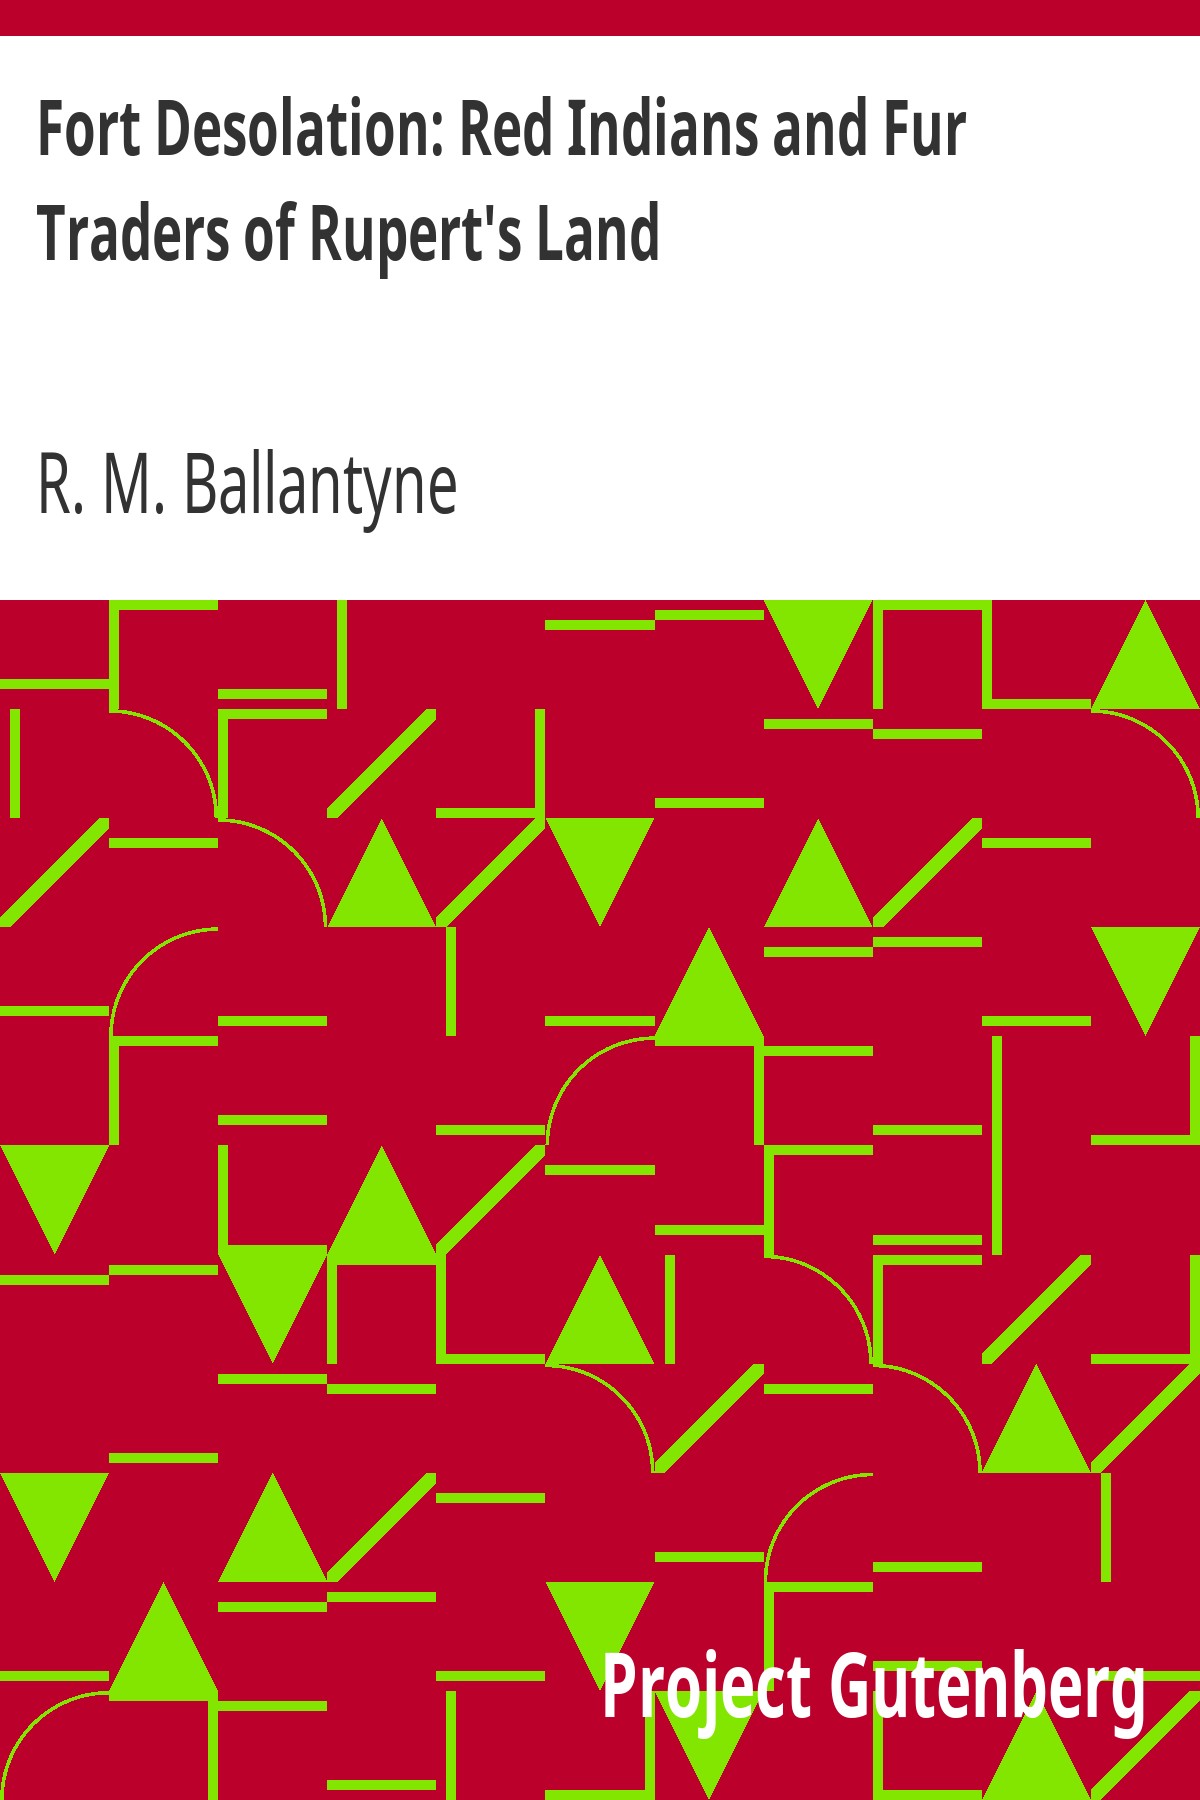 Fort Desolation: Red Indians and Fur
Traders of Rupert's Land
R. M. Ballantyne
Project Gutenberg